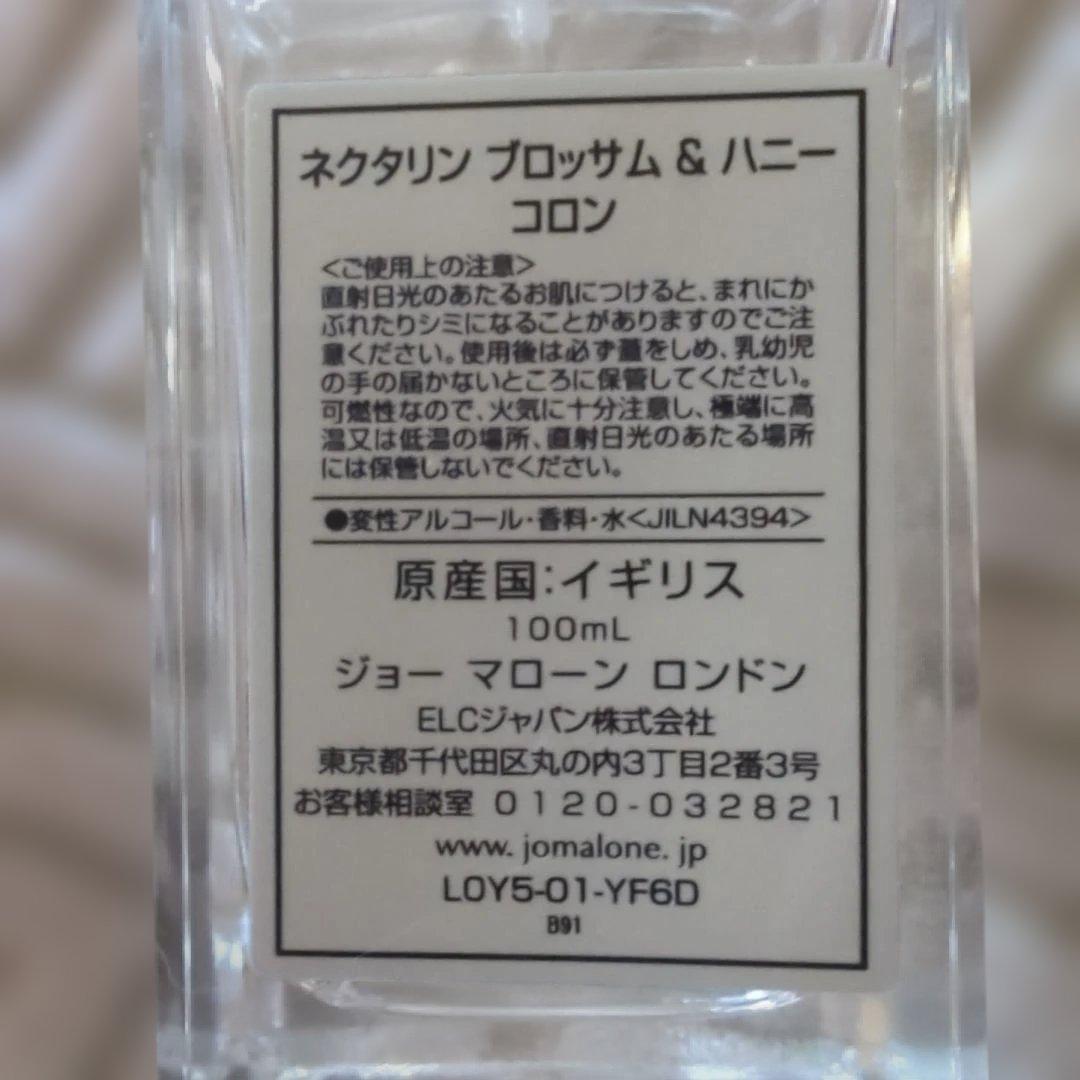 ネクタリン ブロッサム & ハニー
コロン
<ご使用上の注意>
直射日光のあたるお肌につけると、まれにか
ぶれたりシミになることがありますのでご注
意ください。使用後は必ず蓋をしめ、乳幼児
の手の届かないところに保管してください。
可燃性なので、火気に十分注意し、極端に高
温又は低温の場所、直射日光のあたる場所
には保管しないでください。
●変性アルコール・香料・水<JILN4394>
原産国:イギリス
100mL
ジョー マローン ロンドン
ELCジャパン株式会社
東京都千代田区丸の内3丁目2番3号
お客様相談室 0120-032821
www. jomalone. jp
L0Y5-01-YF6D
B91